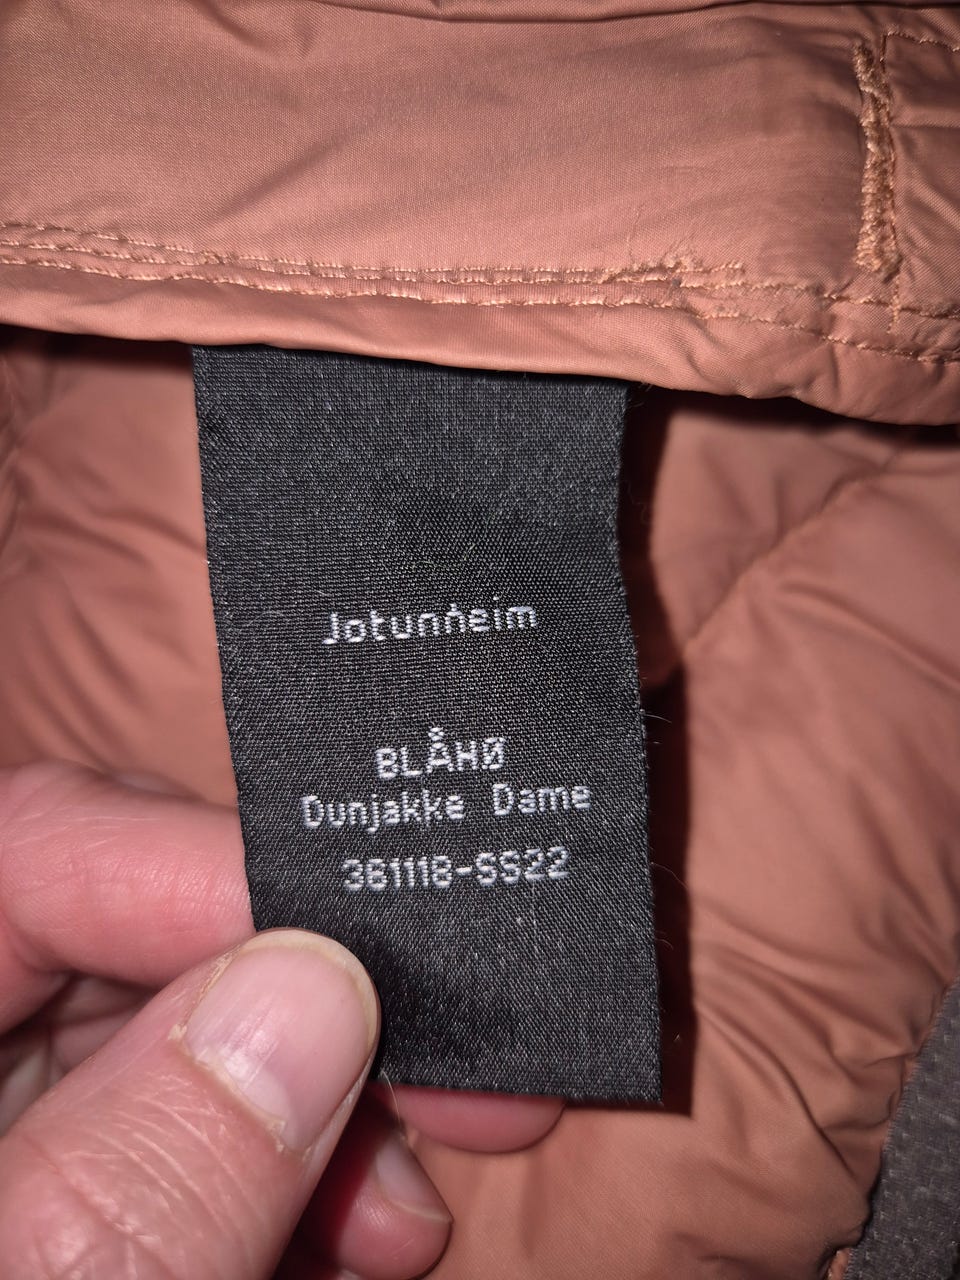 Jotunheim
BLÅHØ
Dunjakke Dame
361118-SS22